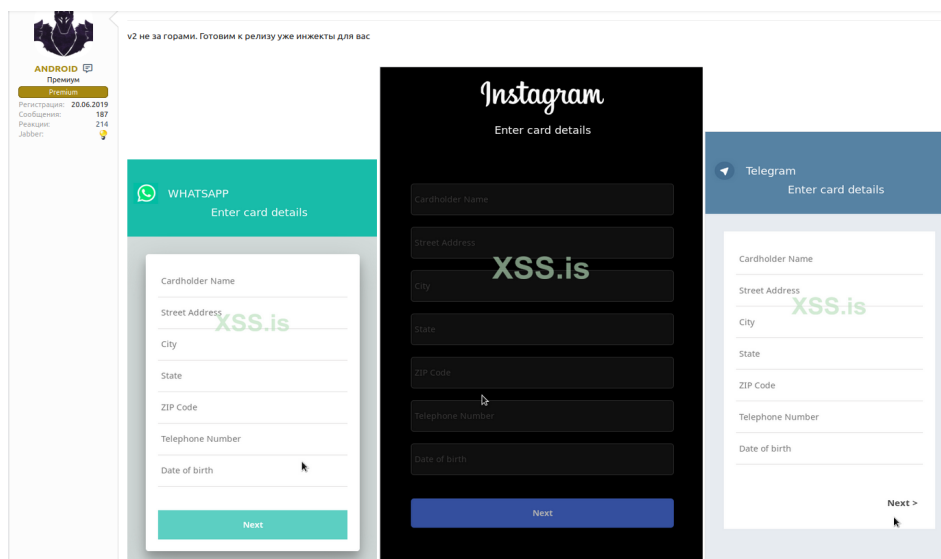 v2 не за горами. Готовим к релизу уже инжекты для вас
ANDROID
Премиум
Premium
Регистрация: 20.06.2019
Сообщения: 187
Реакции: 214
Jabber:
WHATSAPP
Enter card details
Cardholder Name
Street Address
XSS.is
City
State
ZIP Code
Telephone Number
Date of birth
Next
Instagram
Enter card details
Cardholder Name
Street Address
XSS.is
City
State
ZIP Code
Telephone Number
Date of birth
Next
Telegram
Enter card details
Cardholder Name
Street Address
XSS.is
City
State
ZIP Code
Telephone Number
Date of birth
Next >